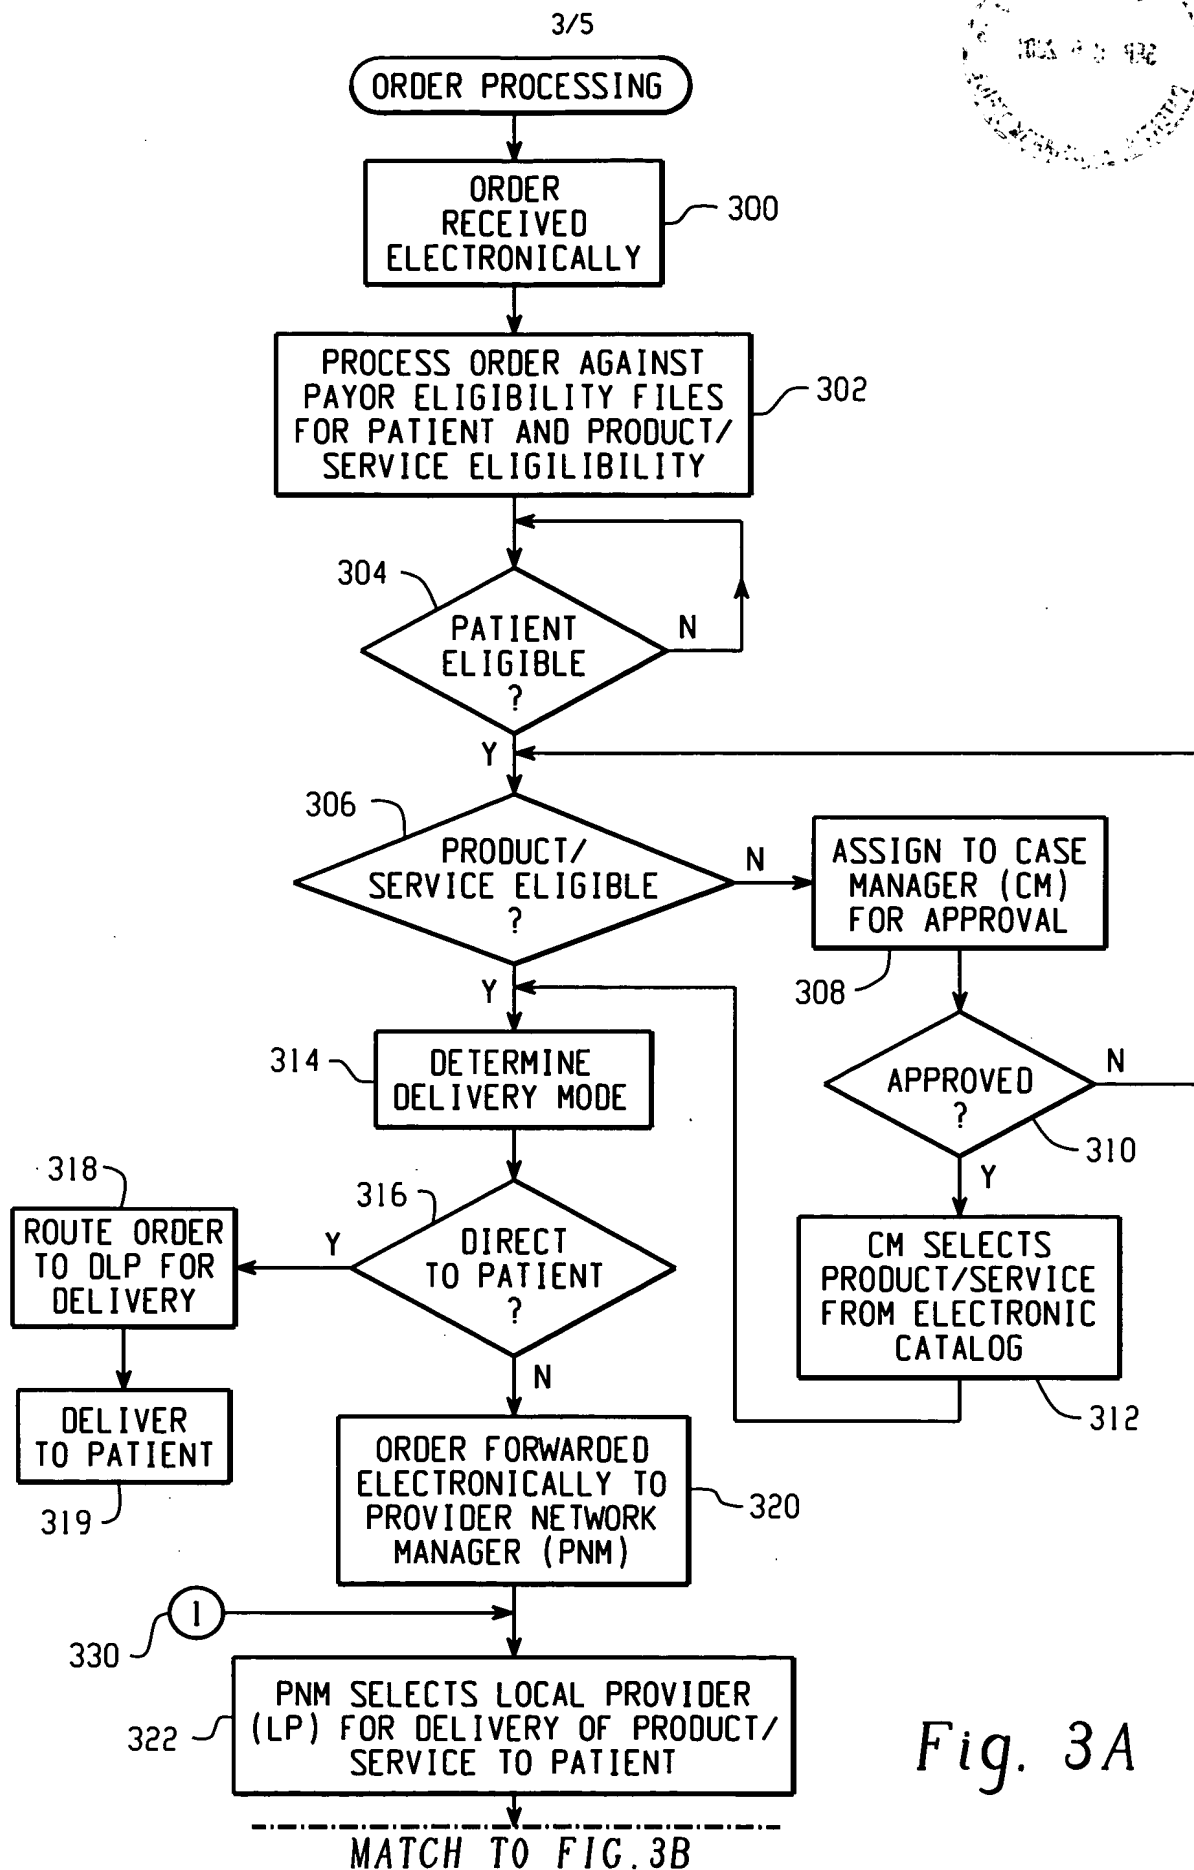 3/5
ORDER PROCESSING
ORDER
RECEIVED
ELECTRONICALLY
300
PROCESS ORDER AGAINST
PAYOR ELIGIBILITY FILES
FOR PATIENT AND PRODUCT/
SERVICE ELIGILIBILITY
302
304
PATIENT
ELIGIBLE
?
N
Y
306
PRODUCT/
SERVICE ELIGIBLE
?
N
ASSIGN TO CASE
MANAGER (CM)
FOR APPROVAL
308
Y
314
DETERMINE
DELIVERY MODE
APPROVED
?
N
310
Y
318
ROUTE ORDER
TO DLP FOR
DELIVERY
Y
316
DIRECT
TO PATIENT
?
CM SELECTS
PRODUCT/SERVICE
FROM ELECTRONIC
CATALOG
312
N
DELIVER
TO PATIENT
319
ORDER FORWARDED
ELECTRONICALLY TO
PROVIDER NETWORK
MANAGER (PNM)
320
1
330
PNM SELECTS LOCAL PROVIDER
(LP) FOR DELIVERY OF PRODUCT/
SERVICE TO PATIENT
322
Fig. 3A
MATCH TO FIG.3B